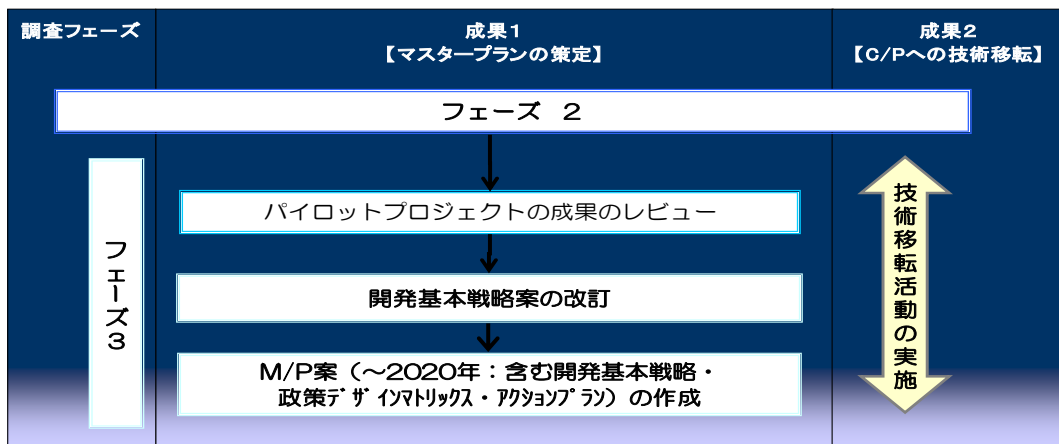 調査フェーズ
成果１
【マスタープランの策定】
成果２
【C/Pへの技術移転】
フェーズ　２
パイロットプロジェクトの成果のレビュー
開発基本戦略案の改訂
M/P案（～2020年：含む開発基本戦略・
政策ﾃﾞｻﾞｲﾝﾏﾄﾘｯｸｽ・ｱｸｼｮﾝﾌﾟﾗﾝ）の作成
フェーズ３
技術移転活動の実施